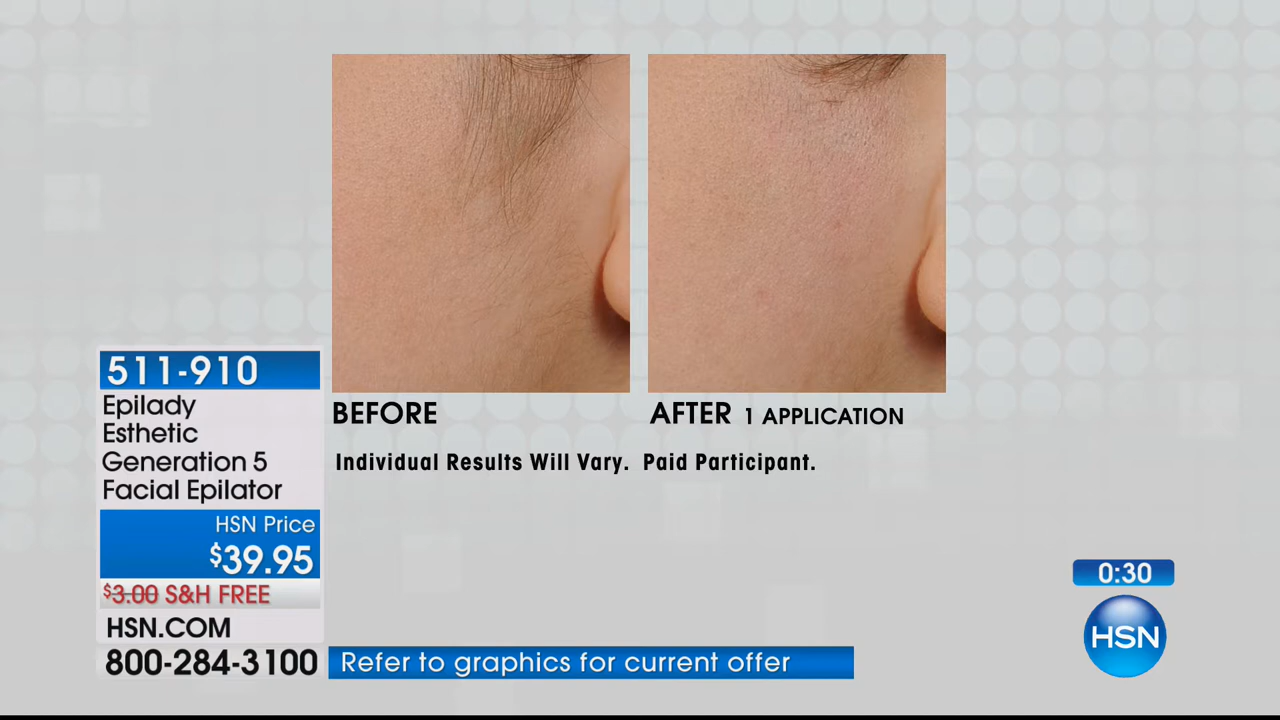 BEFORE
AFTER 1 APPLICATION
Individual Results Will Vary. Paid Participant.
511-910
Epilady
Esthetic
Generation 5
Facial Epilator
HSN Price
$39.95
$3.00 S&H FREE
HSN.COM
800-284-3100
Refer to graphics for current offer
0:30
HSN